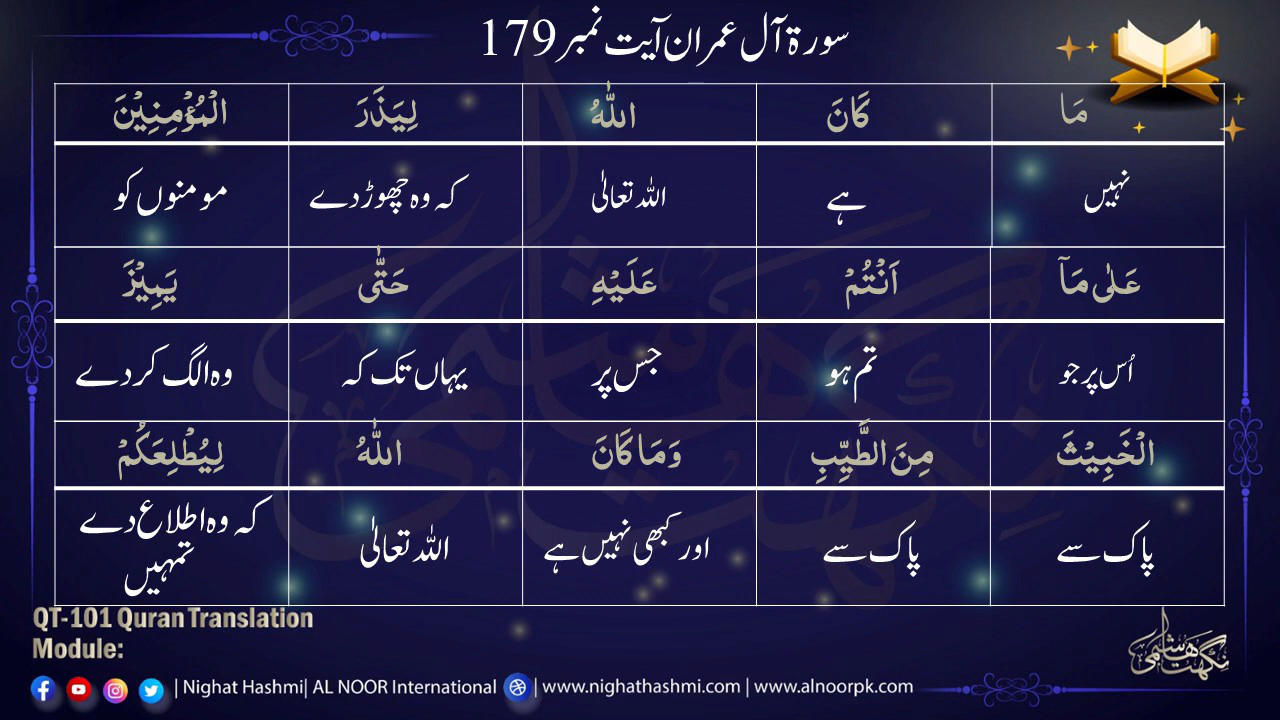 سورۃ آل عمران آیت نمبر 179
مَا کَانَ اللّٰهُ لِیَذَرَ الْمُؤْمِنِیْنَ
نہیں ہے اللہ تعالیٰ کہ وہ چھوڑ دے مومنوں کو
عَلٰی مَاۤ اَنْتُمْ عَلَیْهِ حَتّٰی یَمِیْزَ
اُس پر جو تم ہو جس پر یہاں تک کہ وہ الگ کردے
الْخَبِیْثَ مِنَ الطَّیِّبِ وَمَا کَانَ اللّٰهُ لِیُطْلِعَکُمْ
پاک سے پاک سے اور کبھی نہیں ہے اللہ تعالیٰ کہ وہ اطلاع دے
تمہیں
QT-101 Quran Translation
Module:
نگہت ہاشمی
| Nighat Hashmi| AL NOOR International | www.nighathashmi.com | www.alnoorpk.com